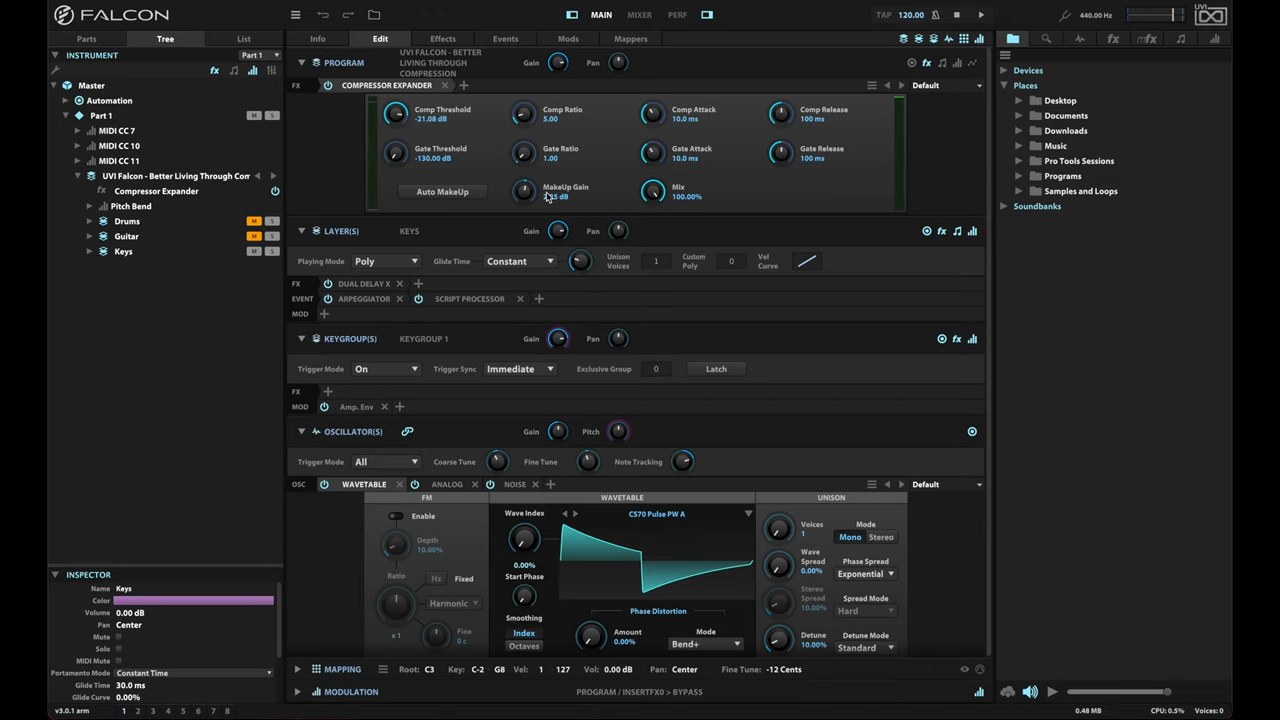 FALCON
MAIN
MIXER
PERF
TAP 120.00
440.00 Hz
UVI
Parts
Tree
List
Info
Edit
Effects
Events
Mods
Mappers
INSTRUMENT
Part 1
Master
Automation
Part 1
M S
MIDI CC 7
MIDI CC 10
MIDI CC 11
UVI Falcon - Better Living Through Com
Compressor Expander
Pitch Bend
Drums
M S
Guitar
M S
Keys
M S
INSPECTOR
Name Keys
Color
Volume 0.00 dB
Pan Center
Mute
Solo
MIDI Mute
Portamento Mode Constant Time
Glide Time 30.0 ms
Glide Curve 0.00%
v3.0.1 arm
1 2 3 4 5 6 7 8
PROGRAM
UVI FALCON - BETTER
LIVING THROUGH
COMPRESSION
Gain
Pan
FX
COMPRESSOR EXPANDER
Default
Comp Threshold
-21.08 dB
Comp Ratio
5.00
Comp Attack
10.0 ms
Comp Release
100 ms
Gate Threshold
-130.00 dB
Gate Ratio
1.00
Gate Attack
10.0 ms
Gate Release
100 ms
Auto MakeUp
MakeUp Gain
Mix
100.00%
LAYER(S)
KEYS
Gain
Pan
Playing Mode Poly
Glide Time Constant
Unison
Voices
1
Custom
Poly
0
Vel
Curve
FX DUAL DELAY X
EVENT ARPEGGIATOR SCRIPT PROCESSOR
MOD
KEYGROUP(S)
KEYGROUP 1
Gain
Pan
Trigger Mode On
Trigger Sync Immediate
Exclusive Group 0
Latch
FX
MOD Amp. Env
OSCILLATOR(S)
Gain
Pitch
Trigger Mode All
Coarse Tune
Fine Tune
Note Tracking
OSC WAVETABLE ANALOG NOISE
Default
FM
WAVETABLE
UNISON
Enable
Depth
10.00%
Ratio
Hz
Fixed
Harmonic
x 1
Fine
0 c
Wave Index
0.00%
Start Phase
Smoothing
Index
Octaves
CS70 Pulse PW A
Phase Distortion
Amount
0.00%
Mode
Bend+
Voices
1
Mode
Mono Stereo
Wave
Spread
0.00%
Phase Spread
Exponential
Stereo
Spread
10.00%
Spread Mode
Hard
Detune
10.00%
Detune Mode
Standard
MAPPING
Root: C3
Key: C-2 G8
Vel: 1 127
Vol: 0.00 dB
Pan: Center
Fine Tune: -12 Cents
MODULATION
PROGRAM / INSERTFX0 > BYPASS
fx
mfx
Devices
Places
Desktop
Documents
Downloads
Music
Pro Tools Sessions
Programs
Samples and Loops
Soundbanks
0.48 MB
CPU: 0.5%
Voices: 0